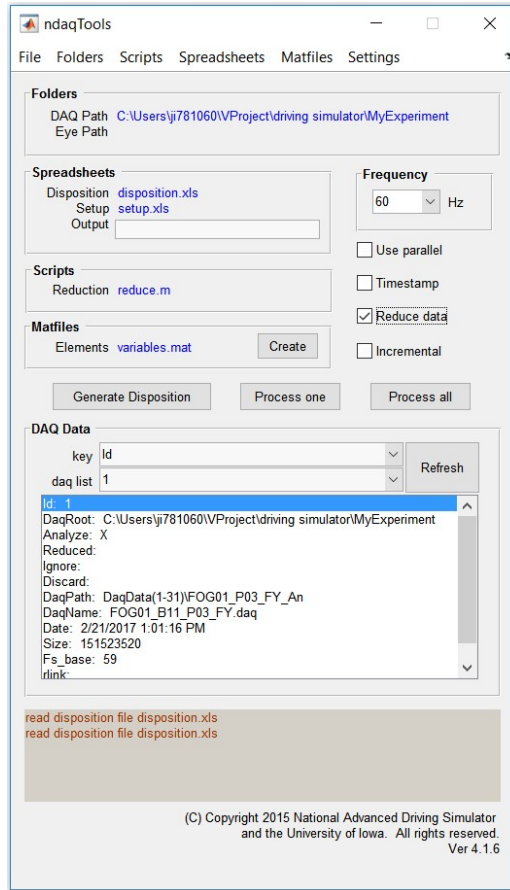 ndaqTools
File Folders Scripts Spreadsheets Matfiles Settings
Folders
DAQ Path C:\Users\ji781060\VProject\driving simulator\MyExperiment
Eye Path
Spreadsheets
Disposition disposition.xls
Setup setup.xls
Output
Frequency
60 Hz
Use parallel
Timestamp
Reduce data
Incremental
Scripts
Reduction reduce.m
Matfiles
Elements variables.mat Create
Generate Disposition Process one Process all
DAQ Data
key Id
daq list 1
Refresh
Id: 1
DaqRoot: C:\Users\ji781060\VProject\driving simulator\MyExperiment
Analyze: X
Reduced:
Ignore:
Discard:
DaqPath: DaqData(1-31)\FOG01_P03_FY_An
DaqName: FOG01_B11_P03_FY.daq
Date: 2/21/2017 1:01:16 PM
Size: 151523520
Fs_base: 59
rlink:
read disposition file disposition.xls
read disposition file disposition.xls
(C) Copyright 2015 National Advanced Driving Simulator
and the University of Iowa. All rights reserved.
Ver 4.1.6